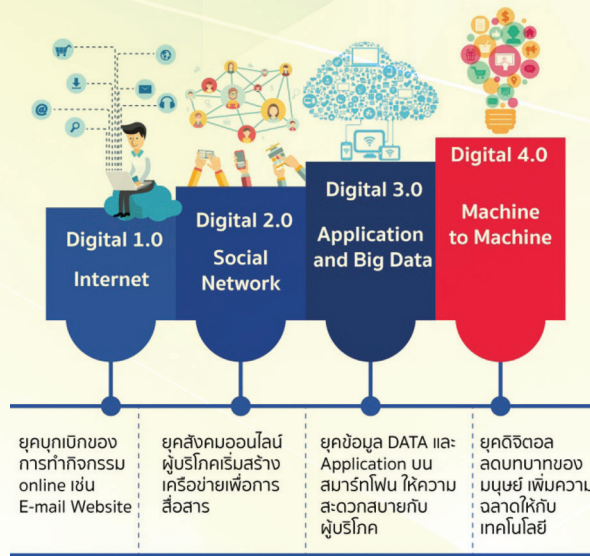 Digital 1.0
Internet
Digital 2.0
Social
Network
Digital 3.0
Application
and Big Data
Digital 4.0
Machine
to Machine
ยุคบุกเบิกของ
การทำกิจกรรม
online เช่น
E-mail Website
ยุคสังคมออนไลน์
ผู้บริโภคเริ่มสร้าง
เครือข่ายเพื่อการ
สื่อสาร
ยุคข้อมูล DATA และ
Application บน
สมาร์ทโฟน ให้ความ
สะดวกสบายกับ
ผู้บริโภค
ยุคดิจิตอล
ลดบทบาทของ
มนุษย์ เพิ่มความ
ฉลาดให้กับ
เทคโนโลยี